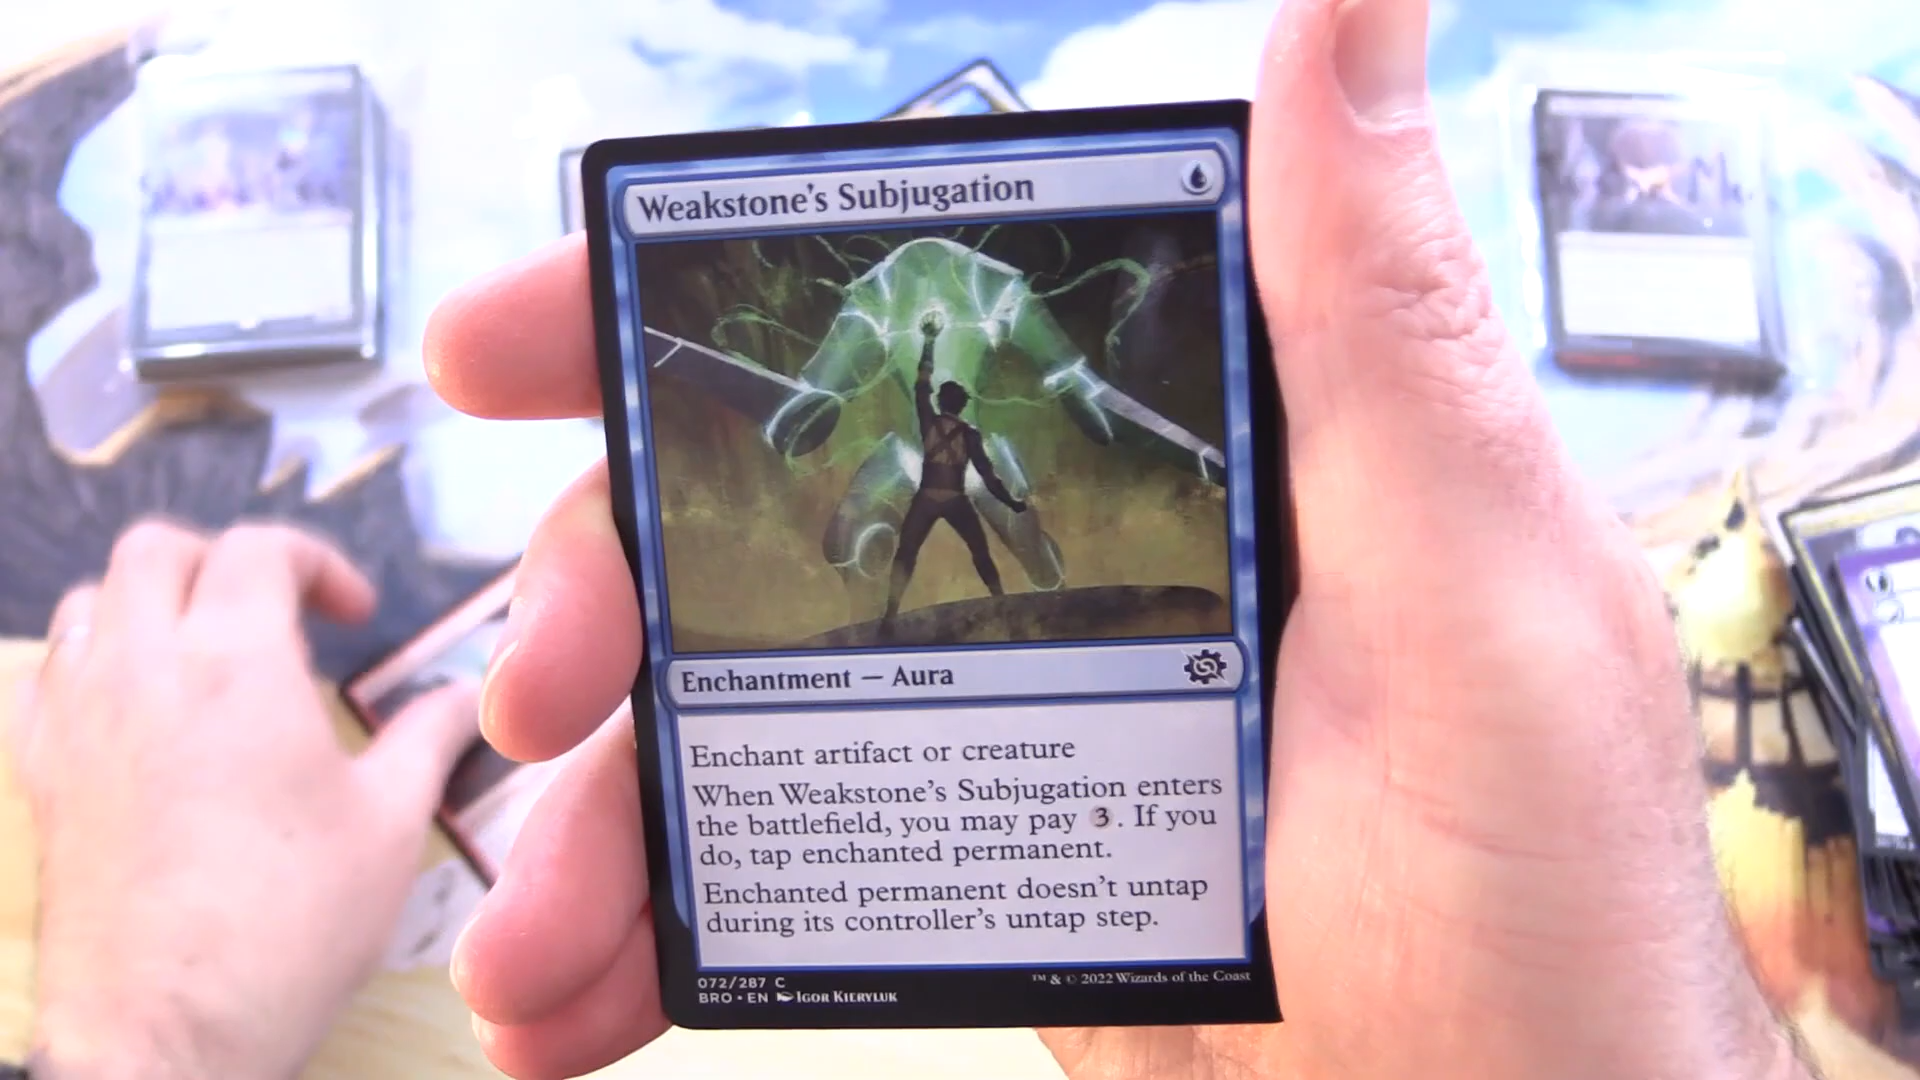 Weakstone's Subjugation
Enchantment — Aura
Enchant artifact or creature
When Weakstone's Subjugation enters
the battlefield, you may pay 3. If you
do, tap enchanted permanent.
Enchanted permanent doesn't untap
during its controller's untap step.
072/287 C
BRO • EN Igor Kieryluk
™ & © 2022 Wizards of the Coast